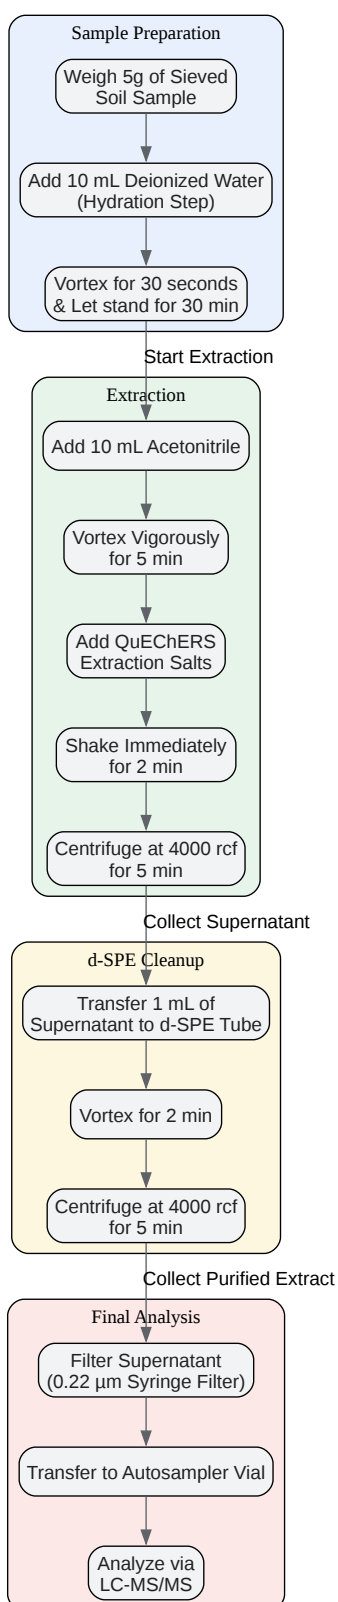 Sample Preparation
Weigh 5g of Sieved
Soil Sample
Add 10 mL Deionized Water
(Hydration Step)
Vortex for 30 seconds
& Let stand for 30 min
Start Extraction
Extraction
Add 10 mL Acetonitrile
Vortex Vigorously
for 5 min
Add QuEChERS
Extraction Salts
Shake Immediately
for 2 min
Centrifuge at 4000 rcf
for 5 min
Collect Supernatant
d-SPE Cleanup
Transfer 1 mL of
Supernatant to d-SPE Tube
Vortex for 2 min
Centrifuge at 4000 rcf
for 5 min
Collect Purified Extract
Final Analysis
Filter Supernatant
(0.22 µm Syringe Filter)
Transfer to Autosampler Vial
Analyze via
LC-MS/MS